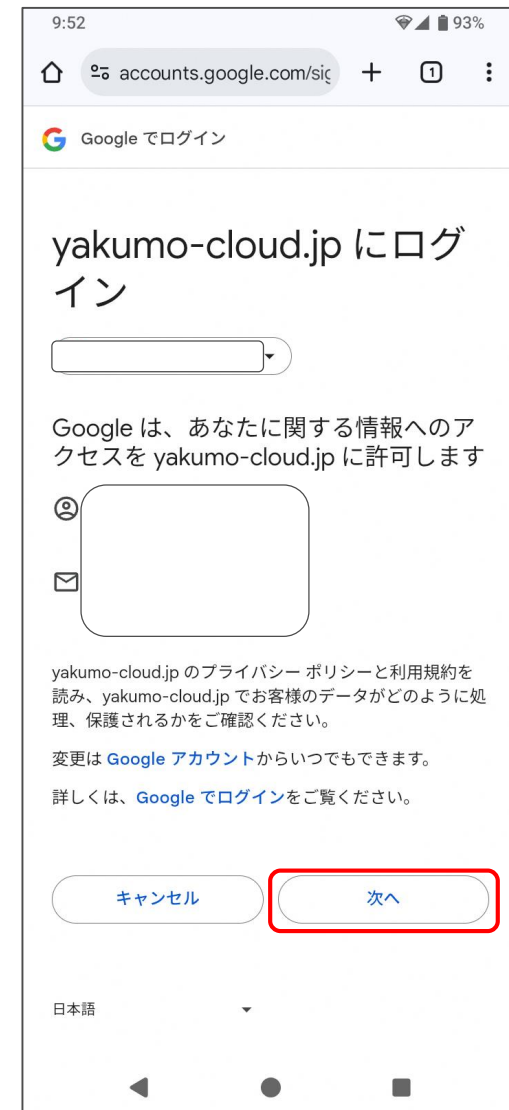 9:52
93%
accounts.google.com/sig
1
Google でログイン
yakumo-cloud.jp にログ
イン
Google は、あなたに関する情報へのア
クセスを yakumo-cloud.jp に許可します
yakumo-cloud.jp のプライバシー ポリシーと利用規約を
読み、yakumo-cloud.jp でお客様のデータがどのように処
理、保護されるかをご確認ください。
変更は Google アカウントからいつでもできます。
詳しくは、Google でログインをご覧ください。
キャンセル
次へ
日本語